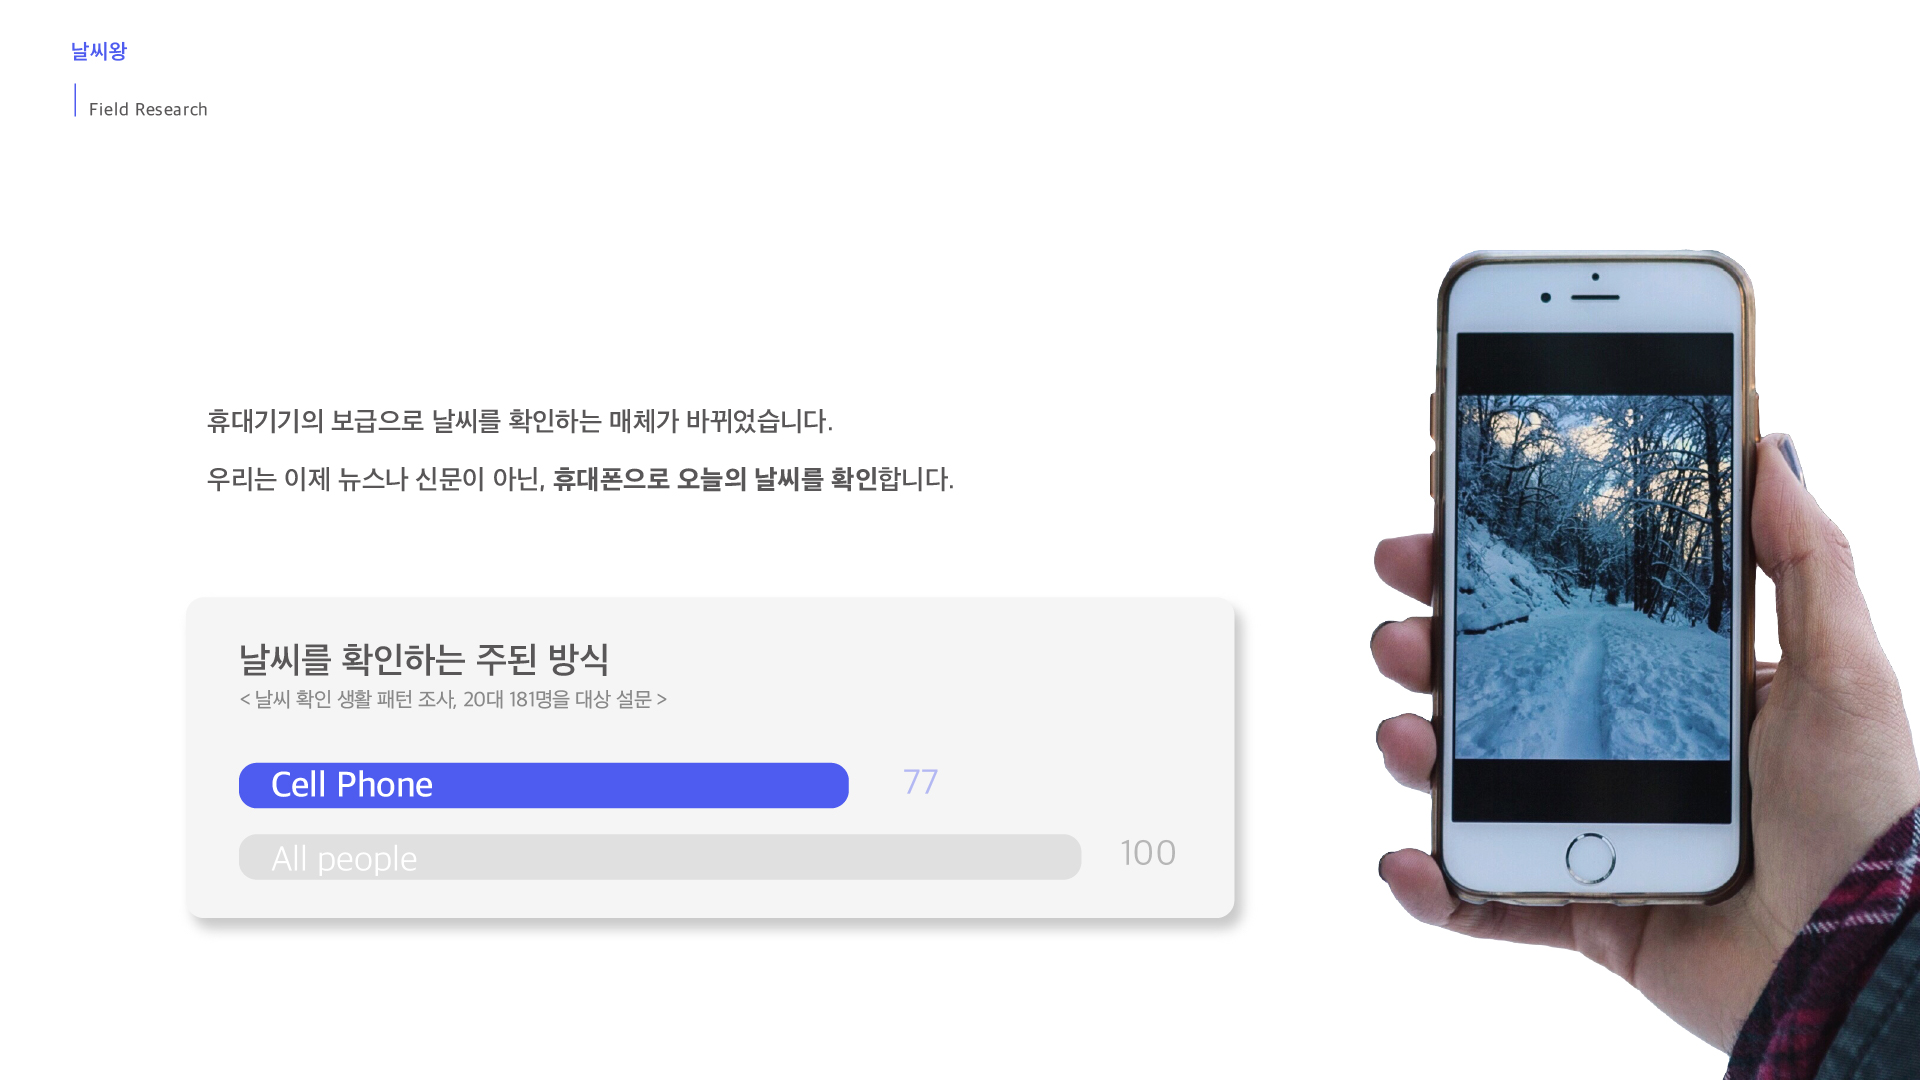 날씨왕
Field Research
휴대기기의 보급으로 날씨를 확인하는 매체가 바뀌었습니다.
우리는 이제 뉴스나 신문이 아닌, 휴대폰으로 오늘의 날씨를 확인합니다.
날씨를 확인하는 주된 방식
< 날씨 확인 생활 패턴 조사, 20대 181명을 대상 설문 >
Cell Phone 77
All people 100